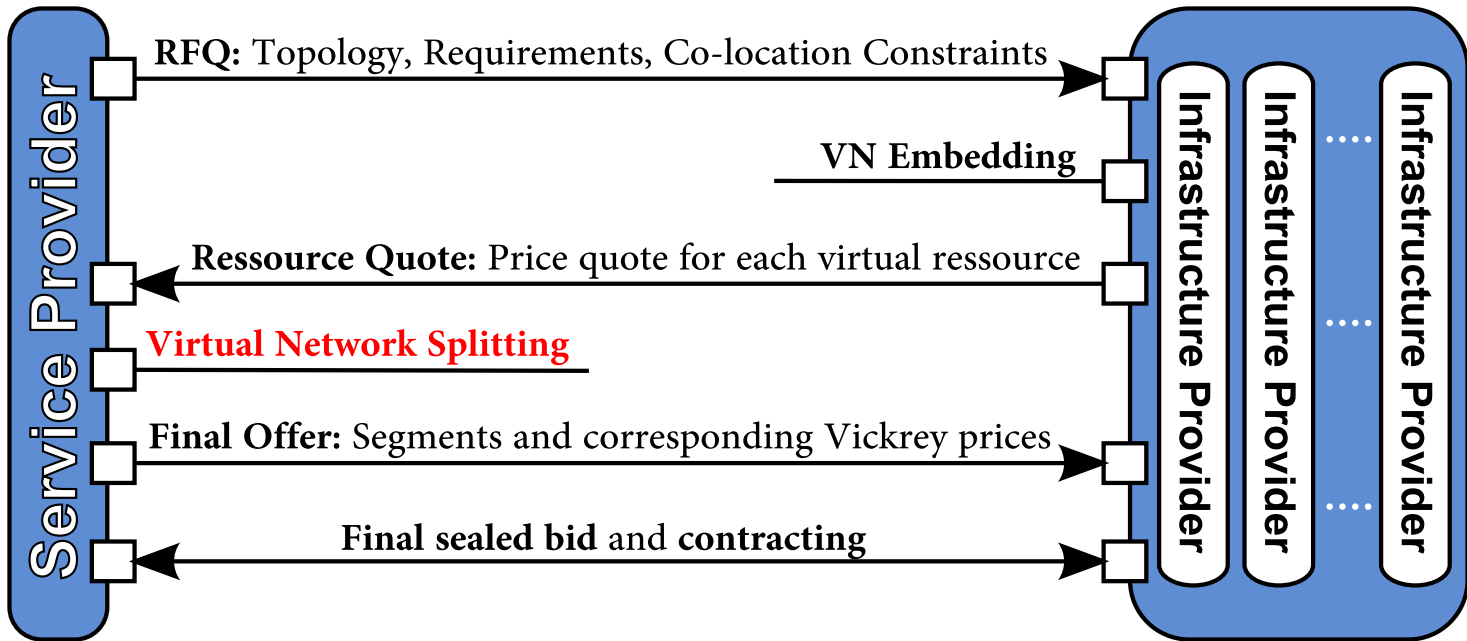 Service Provider
RFQ: Topology, Requirements, Co-location Constraints
VN Embedding
Ressource Quote: Price quote for each virtual ressource
Virtual Network Splitting
Final Offer: Segments and corresponding Vickrey prices
Final sealed bid and contracting
Infrastructure Provider
Infrastructure Provider
....
....
....
Infrastructure Provider